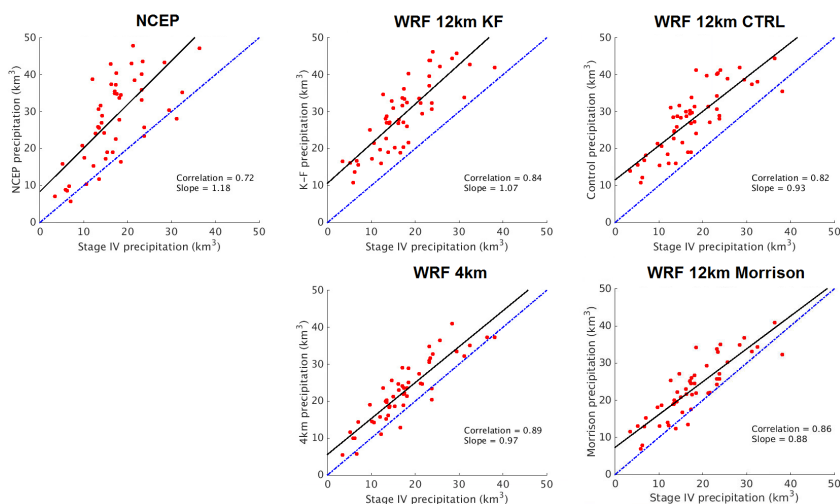 NCEP
50
40
30
20
10
0
NCEP precipitation (km3)
Correlation = 0.72
Slope = 1.18
0 10 20 30 40 50
Stage IV precipitation (km3)
WRF 12km KF
50
40
30
20
10
0
K-F precipitation (km3)
Correlation = 0.84
Slope = 1.07
0 10 20 30 40 50
Stage IV precipitation (km3)
WRF 12km CTRL
50
40
30
20
10
0
Control precipitation (km3)
Correlation = 0.82
Slope = 0.93
0 10 20 30 40 50
Stage IV precipitation (km3)
WRF 4km
50
40
30
20
10
0
4km precipitation (km3)
Correlation = 0.89
Slope = 0.97
0 10 20 30 40 50
Stage IV precipitation (km3)
WRF 12km Morrison
50
40
30
20
10
0
Morrison precipitation (km3)
Correlation = 0.86
Slope = 0.88
0 10 20 30 40 50
Stage IV precipitation (km3)